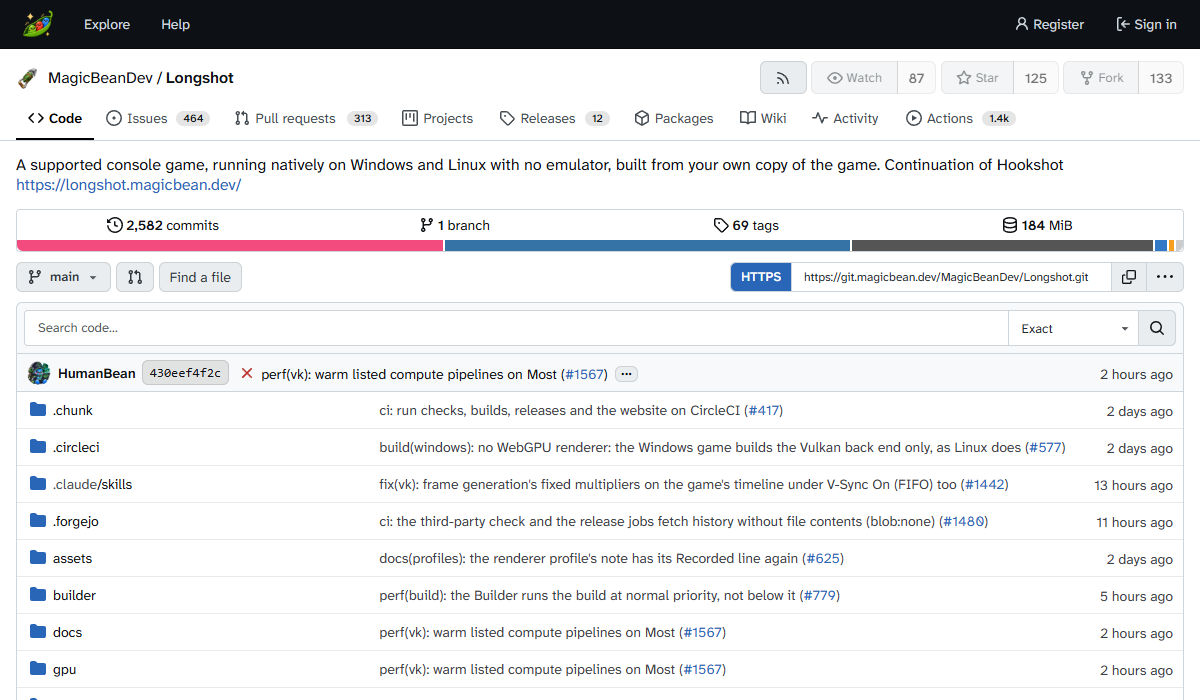 Explore Help Register Sign in
MagicBeanDev / Longshot Watch 87 Star 125 Fork 133
Code Issues 464 Pull requests 313 Projects Releases 12 Packages Wiki Activity Actions 1.4k
A supported console game, running natively on Windows and Linux with no emulator, built from your own copy of the game. Continuation of Hookshot
https://longshot.magicbean.dev/
2,582 commits 1 branch 69 tags 184 MiB
main Find a file HTTPS https://git.magicbean.dev/MagicBeanDev/Longshot.git
Search code... Exact
HumanBean 430eef4f2c perf(vk): warm listed compute pipelines on Most (#1567) ... 2 hours ago
.chunk ci: run checks, builds, releases and the website on CircleCI (#417) 2 days ago
.circleci build(windows): no WebGPU renderer: the Windows game builds the Vulkan back end only, as Linux does (#577) 2 days ago
.claude/skills fix(vk): frame generation's fixed multipliers on the game's timeline under V-Sync On (FIFO) too (#1442) 13 hours ago
.forgejo ci: the third-party check and the release jobs fetch history without file contents (blob:none) (#1480) 11 hours ago
assets docs(profiles): the renderer profile's note has its Recorded line again (#625) 2 days ago
builder perf(build): the Builder runs the build at normal priority, not below it (#779) 5 hours ago
docs perf(vk): warm listed compute pipelines on Most (#1567) 2 hours ago
gpu perf(vk): warm listed compute pipelines on Most (#1567) 2 hours ago